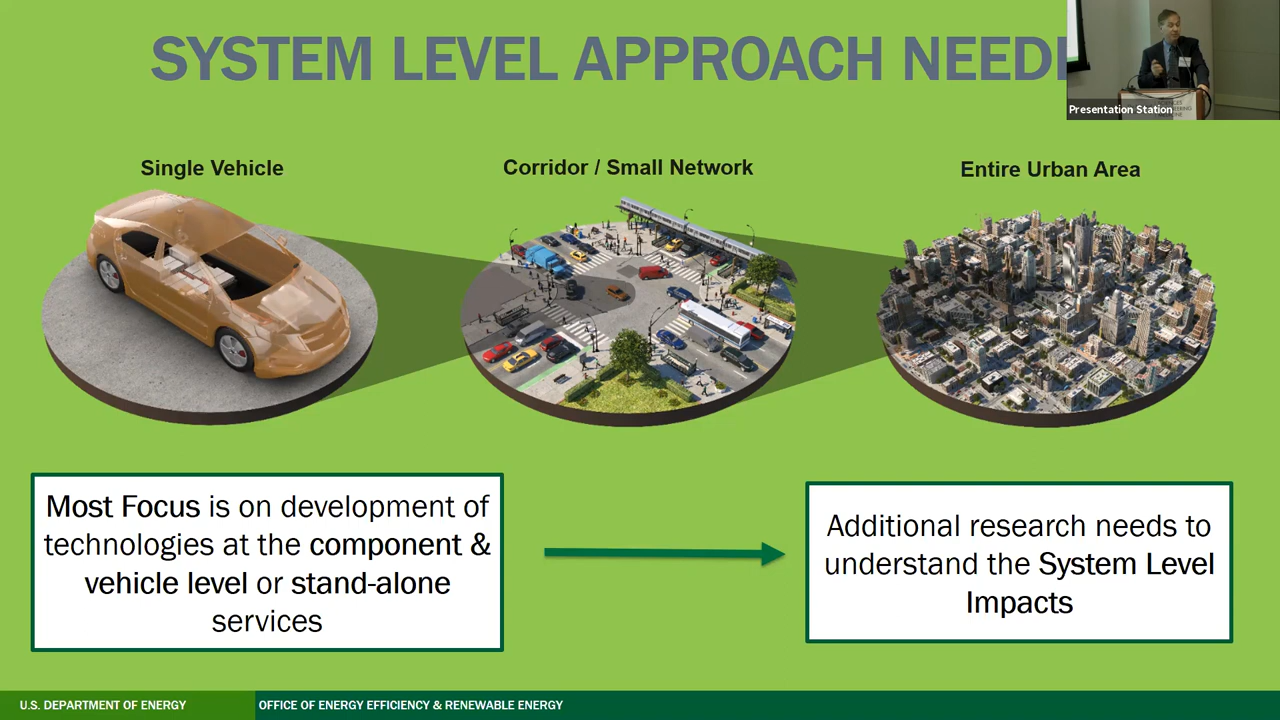 SYSTEM LEVEL APPROACH
Presentation Station
Single Vehicle
Corridor / Small Network
Entire Urban Area
Most Focus is on development of
technologies at the component &
vehicle level or stand-alone
services
Additional research needs to
understand the System Level
Impacts
U.S. DEPARTMENT OF ENERGY
OFFICE OF ENERGY EFFICIENCY & RENEWABLE ENERGY